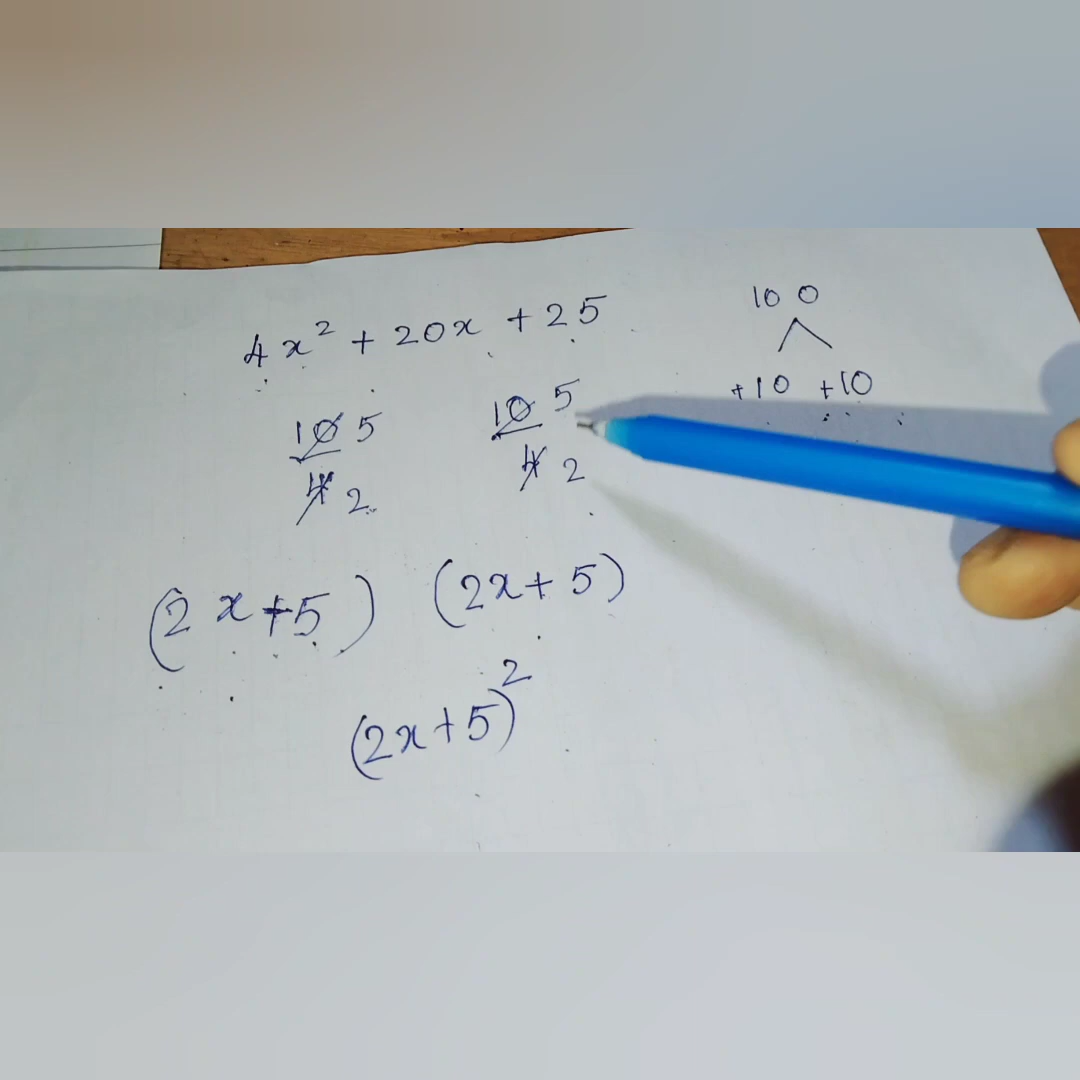 4x² + 20x + 25
100
+10 +10
10 5 10 5
4 2 4 2
(2x+5) (2x+5)
(2x+5)²